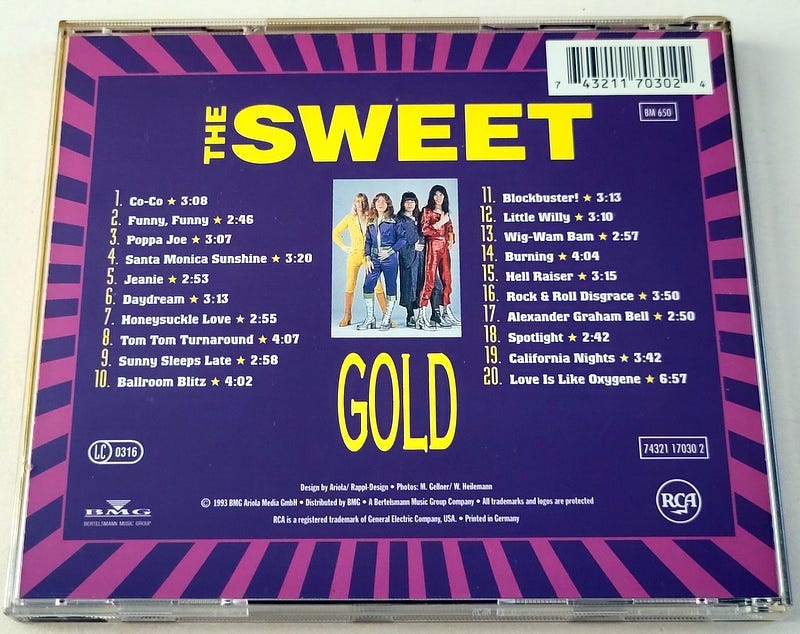 7 43211 70302 4
BM 650
THE SWEET
1. Co-Co ★ 3:08
2. Funny, Funny ★ 2:46
3. Poppa Joe ★ 3:07
4. Santa Monica Sunshine ★ 3:20
5. Jeanie ★ 2:53
6. Daydream ★ 3:13
7. Honeysuckle Love ★ 2:55
8. Tom Tom Turnaround ★ 4:07
9. Sunny Sleeps Late ★ 2:58
10. Ballroom Blitz ★ 4:02
11. Blockbuster! ★ 3:13
12. Little Willy ★ 3:10
13. Wig-Wam Bam ★ 2:57
14. Burning ★ 4:04
15. Hell Raiser ★ 3:15
16. Rock & Roll Disgrace ★ 3:50
17. Alexander Graham Bell ★ 2:50
18. Spotlight ★ 2:42
19. California Nights ★ 3:42
20. Love Is Like Oxygene ★ 6:57
GOLD
LC 0316
74321 17030 2
Design by Ariola/ Rappl-Design • Photos: M. Gellner/ W. Heilemann
© 1993 BMG Ariola Media GmbH • Distributed by BMG • A Bertelsmann Music Group Company • All trademarks and logos are protected
RCA is a registered trademark of General Electric Company, USA. • Printed in Germany
BMG
BERTELSMANN MUSIC GROUP
RCA